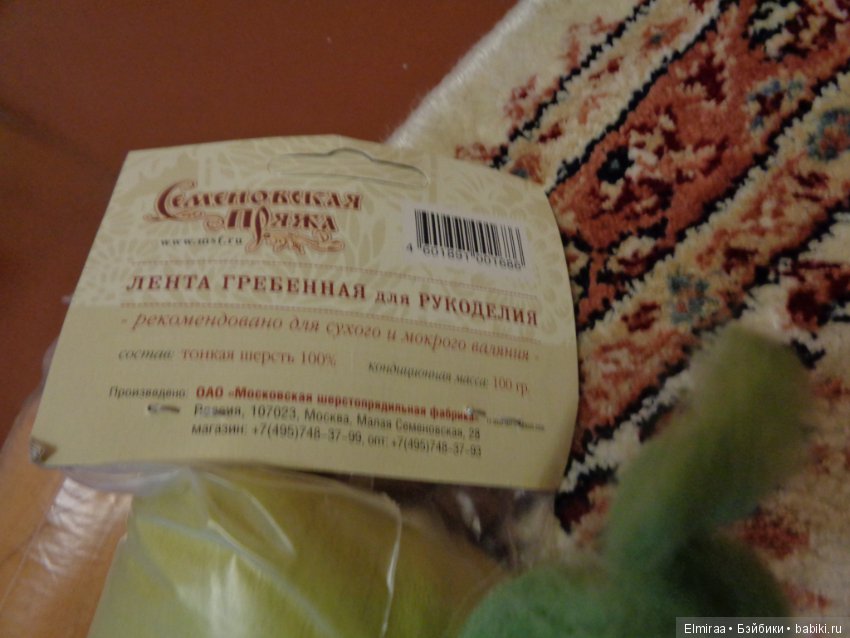 Семеновская
пряжа
www.msf.ru
4 601891 001686
ЛЕНТА ГРЕБЕННАЯ для РУКОДЕЛИЯ
- рекомендовано для сухого и мокрого валяния -
состав: тонкая шерсть 100%
кондиционная масса: 100 гр.
Произведено: ОАО «Московская шерстопрядильная фабрика»
Россия, 107023, Москва, Малая Семеновская, 28
магазин: +7(495)748-37-99, опт: +7(495)748-37-93
Elmiraa • Бэйбики • babiki.ru